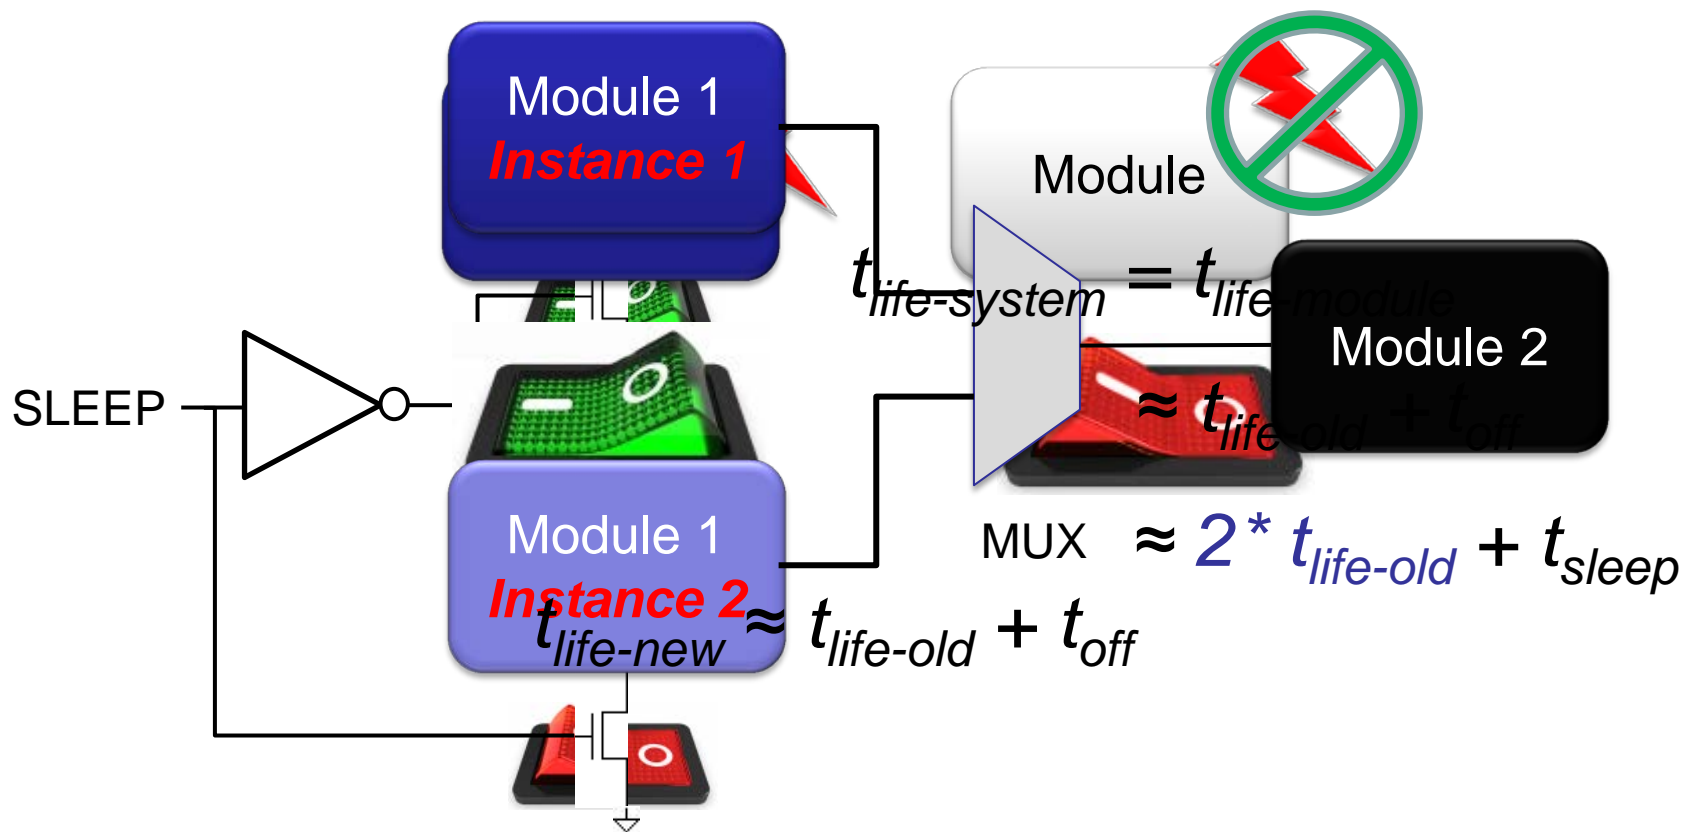 Module 1
Instance 1
Module
t_life-system = t_life-module
Module 2
SLEEP
≈ t_life-old + t_off
Module 1
Instance 2
MUX
≈ 2* t_life-old + t_sleep
t_life-new ≈ t_life-old + t_off